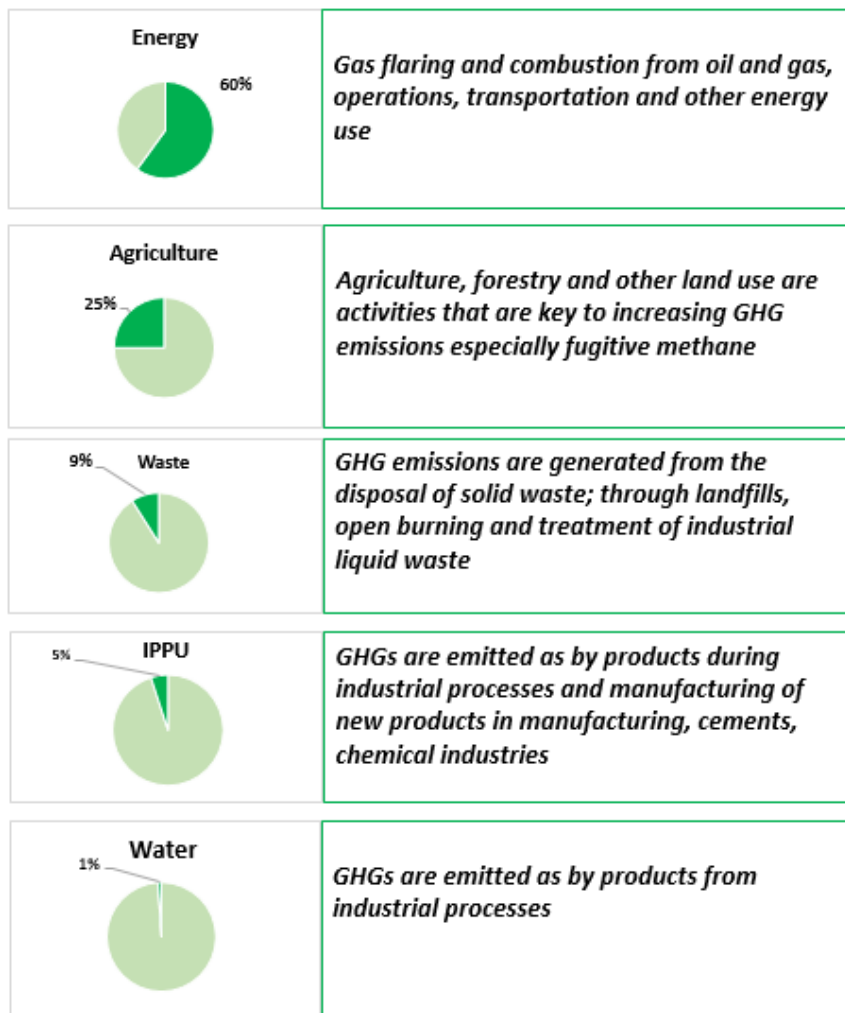 Energy
60%
Gas flaring and combustion from oil and gas,
operations, transportation and other energy
use
Agriculture
25%
Agriculture, forestry and other land use are
activities that are key to increasing GHG
emissions especially fugitive methane
Waste
9%
GHG emissions are generated from the
disposal of solid waste; through landfills,
open burning and treatment of industrial
liquid waste
IPPU
5%
GHGs are emitted as by products during
industrial processes and manufacturing of
new products in manufacturing, cements,
chemical industries
Water
1%
GHGs are emitted as by products from
industrial processes